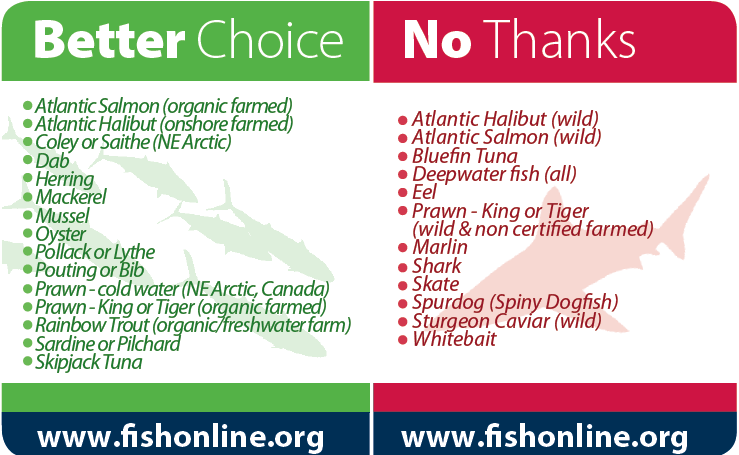 Better Choice
Atlantic Salmon (organic farmed)
Atlantic Halibut (onshore farmed)
Coley or Saithe (NE Arctic)
Dab
Herring
Mackerel
Mussel
Oyster
Pollack or Lythe
Pouting or Bib
Prawn - cold water (NE Arctic, Canada)
Prawn - King or Tiger (organic farmed)
Rainbow Trout (organic/freshwater farm)
Sardine or Pilchard
Skipjack Tuna
www.fishonline.org
No Thanks
Atlantic Halibut (wild)
Atlantic Salmon (wild)
Bluefin Tuna
Deepwater fish (all)
Eel
Prawn - King or Tiger
(wild & non certified farmed)
Marlin
Shark
Skate
Spurdog (Spiny Dogfish)
Sturgeon Caviar (wild)
Whitebait
www.fishonline.org